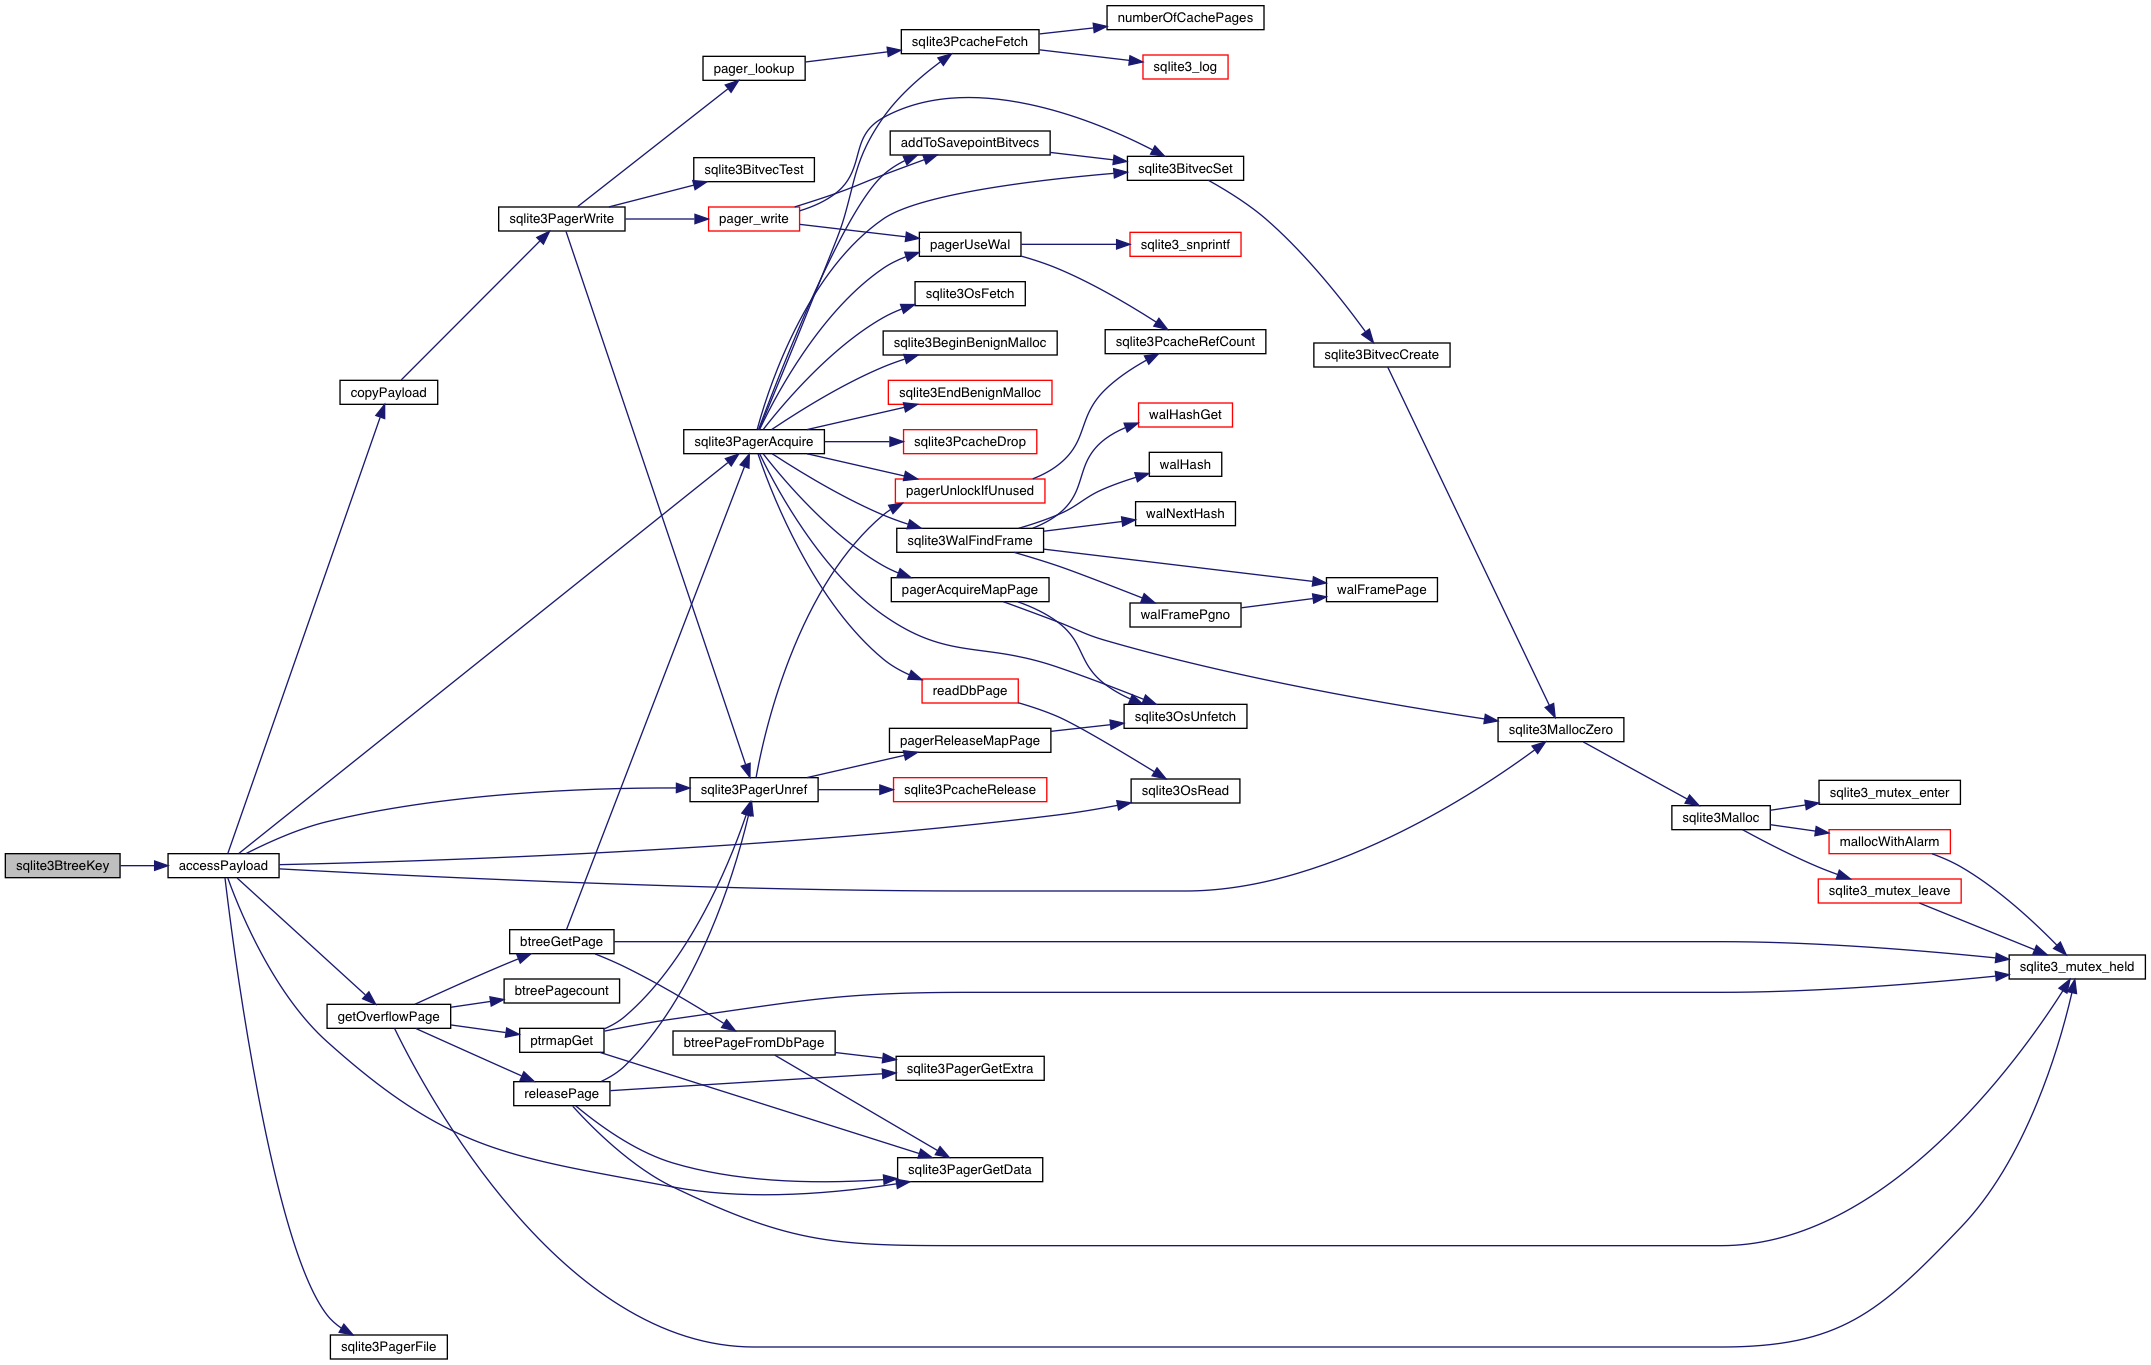 numberOfCachePages
sqlite3PcacheFetch
sqlite3_log
pager_lookup
addToSavepointBitvecs
sqlite3BitvecTest
sqlite3BitvecSet
sqlite3PagerWrite
pager_write
pagerUseWal
sqlite3_snprintf
sqlite3OsFetch
sqlite3BeginBenignMalloc
sqlite3PcacheRefCount
sqlite3BitvecCreate
copyPayload
sqlite3EndBenignMalloc
walHashGet
sqlite3PagerAcquire
sqlite3PcacheDrop
walHash
pagerUnlockIfUnused
walNextHash
sqlite3WalFindFrame
pagerAcquireMapPage
walFramePage
walFramePgno
readDbPage
sqlite3OsUnfetch
sqlite3MallocZero
pagerReleaseMapPage
sqlite3PagerUnref
sqlite3PcacheRelease
sqlite3OsRead
sqlite3_mutex_enter
sqlite3Malloc
mallocWithAlarm
sqlite3BtreeKey
accessPayload
sqlite3_mutex_leave
btreeGetPage
sqlite3_mutex_held
btreePagecount
getOverflowPage
ptrmapGet
btreePageFromDbPage
sqlite3PagerGetExtra
releasePage
sqlite3PagerGetData
sqlite3PagerFile